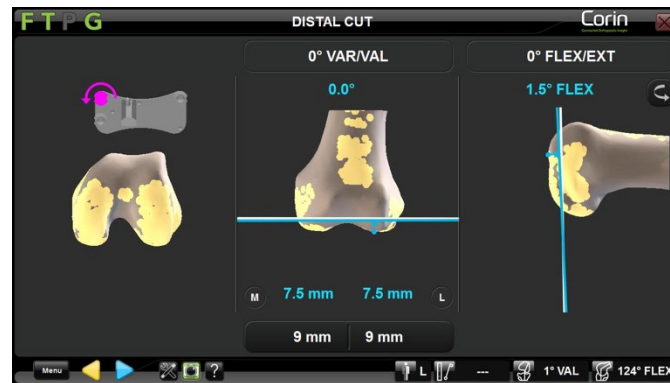 F T P G
DISTAL CUT
Corin
0° VAR/VAL
0° FLEX/EXT
0.0°
1.5° FLEX
M
7.5 mm
7.5 mm
L
9 mm
9 mm
Menu
?
L
---
1° VAL
124° FLEX